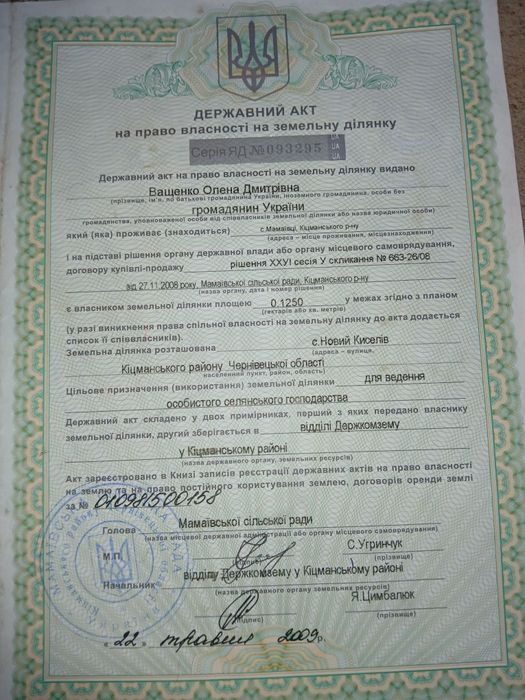 ДЕРЖАВНИЙ АКТ
на право власності на земельну ділянку
Серія ЯД №093295
UA
UA
UA
Державний акт на право власності на земельну ділянку видано
Ващенко Олена Дмитрівна
(прізвище, ім'я, по батькові громадянина України, іноземного громадянина, особи без
громадянин України
громадянства, уповноваженої особи від співвласників земельної ділянки або назва юридичної особи)
який (яка) проживає (знаходиться) с.Мамаївці, Кіцманського р-ну
(адреса – місце проживання, місцезнаходження)
і на підставі рішення органу державної влади або органу місцевого самоврядування,
договору купівлі-продажу рішення XXУІ сесія У скликання № 663-26/08
від 27.11.2008 року, Мамаївської сільської ради, Кіцманського р-ну
(назва органу, дата і номер рішення)
є власником земельної ділянки площею 0.1250 у межах згідно з планом
(гектарів або кв. метрів)
(у разі виникнення права спільної власності на земельну ділянку до акта додається
список її співвласників).
Земельна ділянка розташована с.Новий Киселів
(адреса – вулиця,
Кіцманського району Чернівецької області
населений пункт, район, область)
Цільове призначення (використання) земельної ділянки для ведення
особистого селянського господарства
Державний акт складено у двох примірниках, перший з яких передано власнику
земельної ділянки, другий зберігається в відділі Держкомзему
у Кіцманському районі
(назва державного органу, земельних ресурсів)
Акт зареєстровано в Книзі записів реєстрації державних актів на право власності
на землю та на право постійного користування землею, договорів оренди землі
за № 010981500158
Голова Мамаївської сільської ради
(назва місцевої державної адміністрації або органу місцевого самоврядування)
М.П. С.Угринчук
(прізвище)
Начальник відділу Держкомзему у Кіцманському районі
(назва державного органу земельних ресурсів)
Я.Цимбалюк
(підпис) (прізвище)
« 22 » травня 2009р.